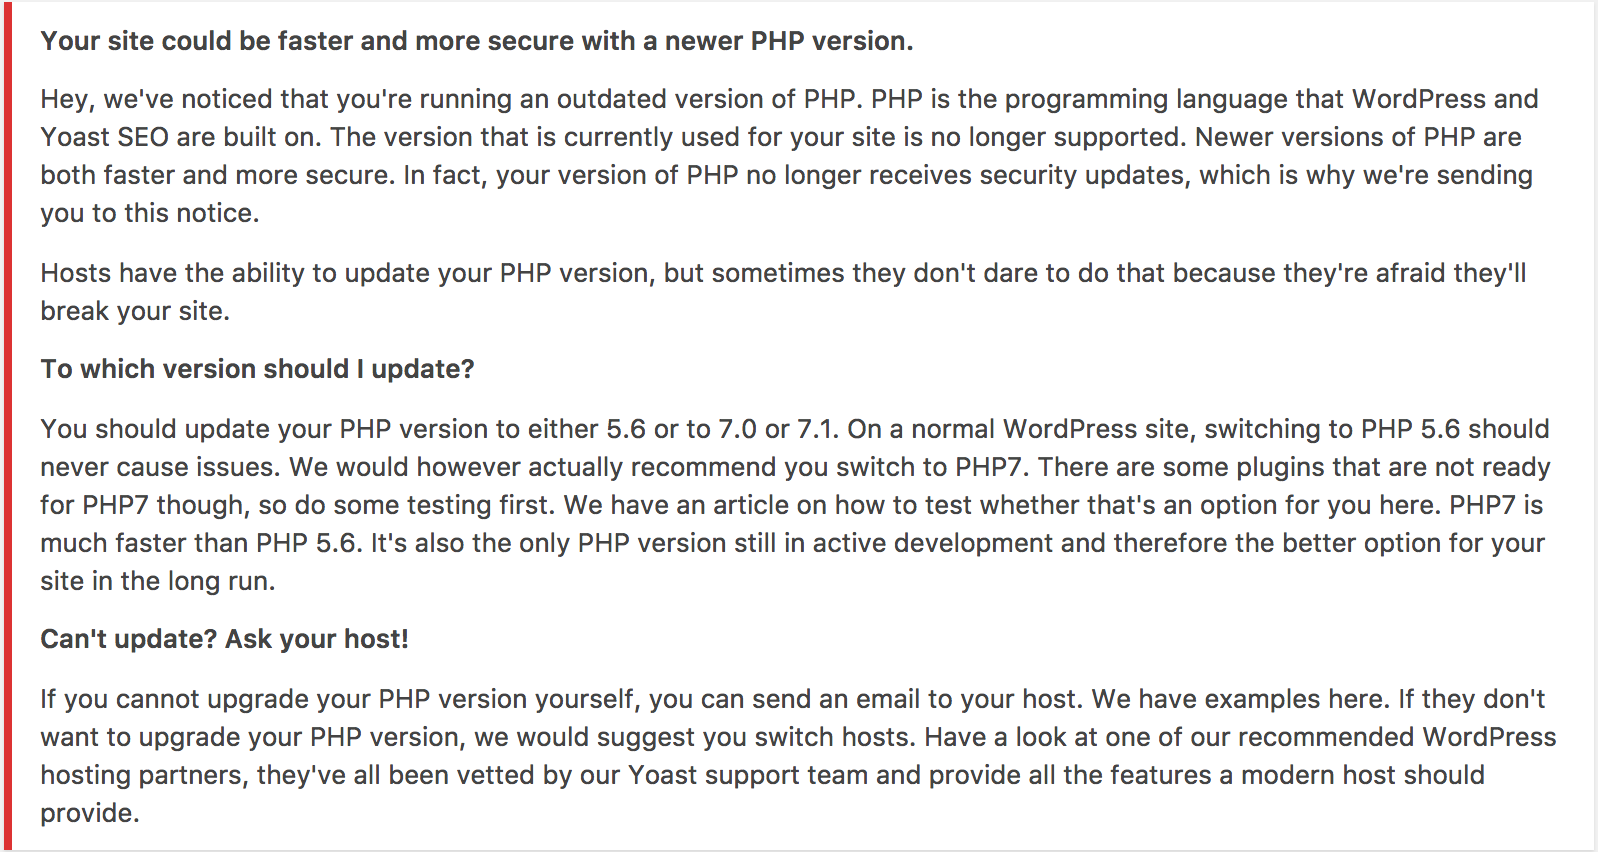 Your site could be faster and more secure with a newer PHP version.
Hey, we've noticed that you're running an outdated version of PHP. PHP is the programming language that WordPress and
Yoast SEO are built on. The version that is currently used for your site is no longer supported. Newer versions of PHP are
both faster and more secure. In fact, your version of PHP no longer receives security updates, which is why we're sending
you to this notice.
Hosts have the ability to update your PHP version, but sometimes they don't dare to do that because they're afraid they'll
break your site.
To which version should I update?
You should update your PHP version to either 5.6 or to 7.0 or 7.1. On a normal WordPress site, switching to PHP 5.6 should
never cause issues. We would however actually recommend you switch to PHP7. There are some plugins that are not ready
for PHP7 though, so do some testing first. We have an article on how to test whether that's an option for you here. PHP7 is
much faster than PHP 5.6. It's also the only PHP version still in active development and therefore the better option for your
site in the long run.
Can't update? Ask your host!
If you cannot upgrade your PHP version yourself, you can send an email to your host. We have examples here. If they don't
want to upgrade your PHP version, we would suggest you switch hosts. Have a look at one of our recommended WordPress
hosting partners, they've all been vetted by our Yoast support team and provide all the features a modern host should
provide.